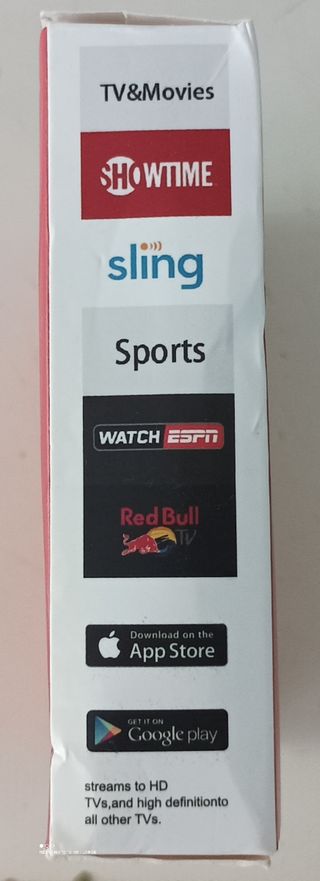 TV&Movies
SHOWTIME
sling
Sports
WATCH ESPN
Red Bull
TV
Download on the
App Store
GET IT ON
Google play
streams to HD
TVs,and high definitionto
all other TVs.